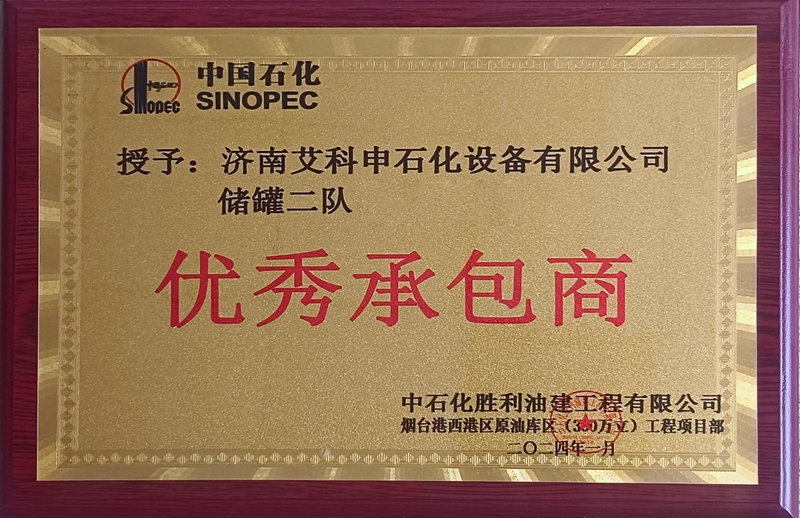 中国石化
SINOPEC
SINOPEC
授予：济南艾科申石化设备有限公司
储罐二队
优秀承包商
中石化胜利油建工程有限公司
烟台港西港区原油库区（300万立）工程项目部
二〇二四年一月